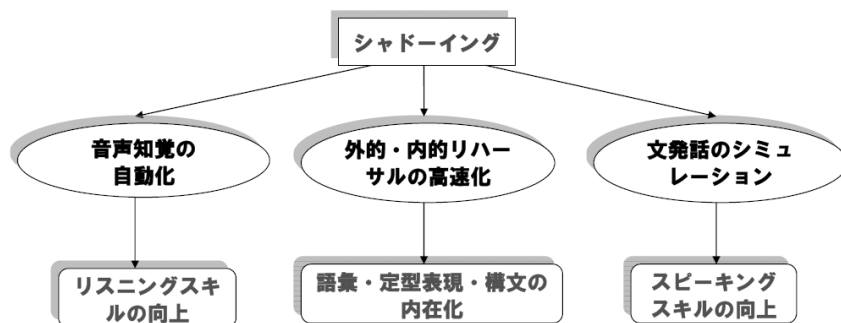 シャドーイング
音声知覚の
自動化
外的・内的リハー
サルの高速化
文発話のシミュ
レーション
リスニングスキ
ルの向上
語彙・定型表現・構文の
内在化
スピーキング
スキルの向上